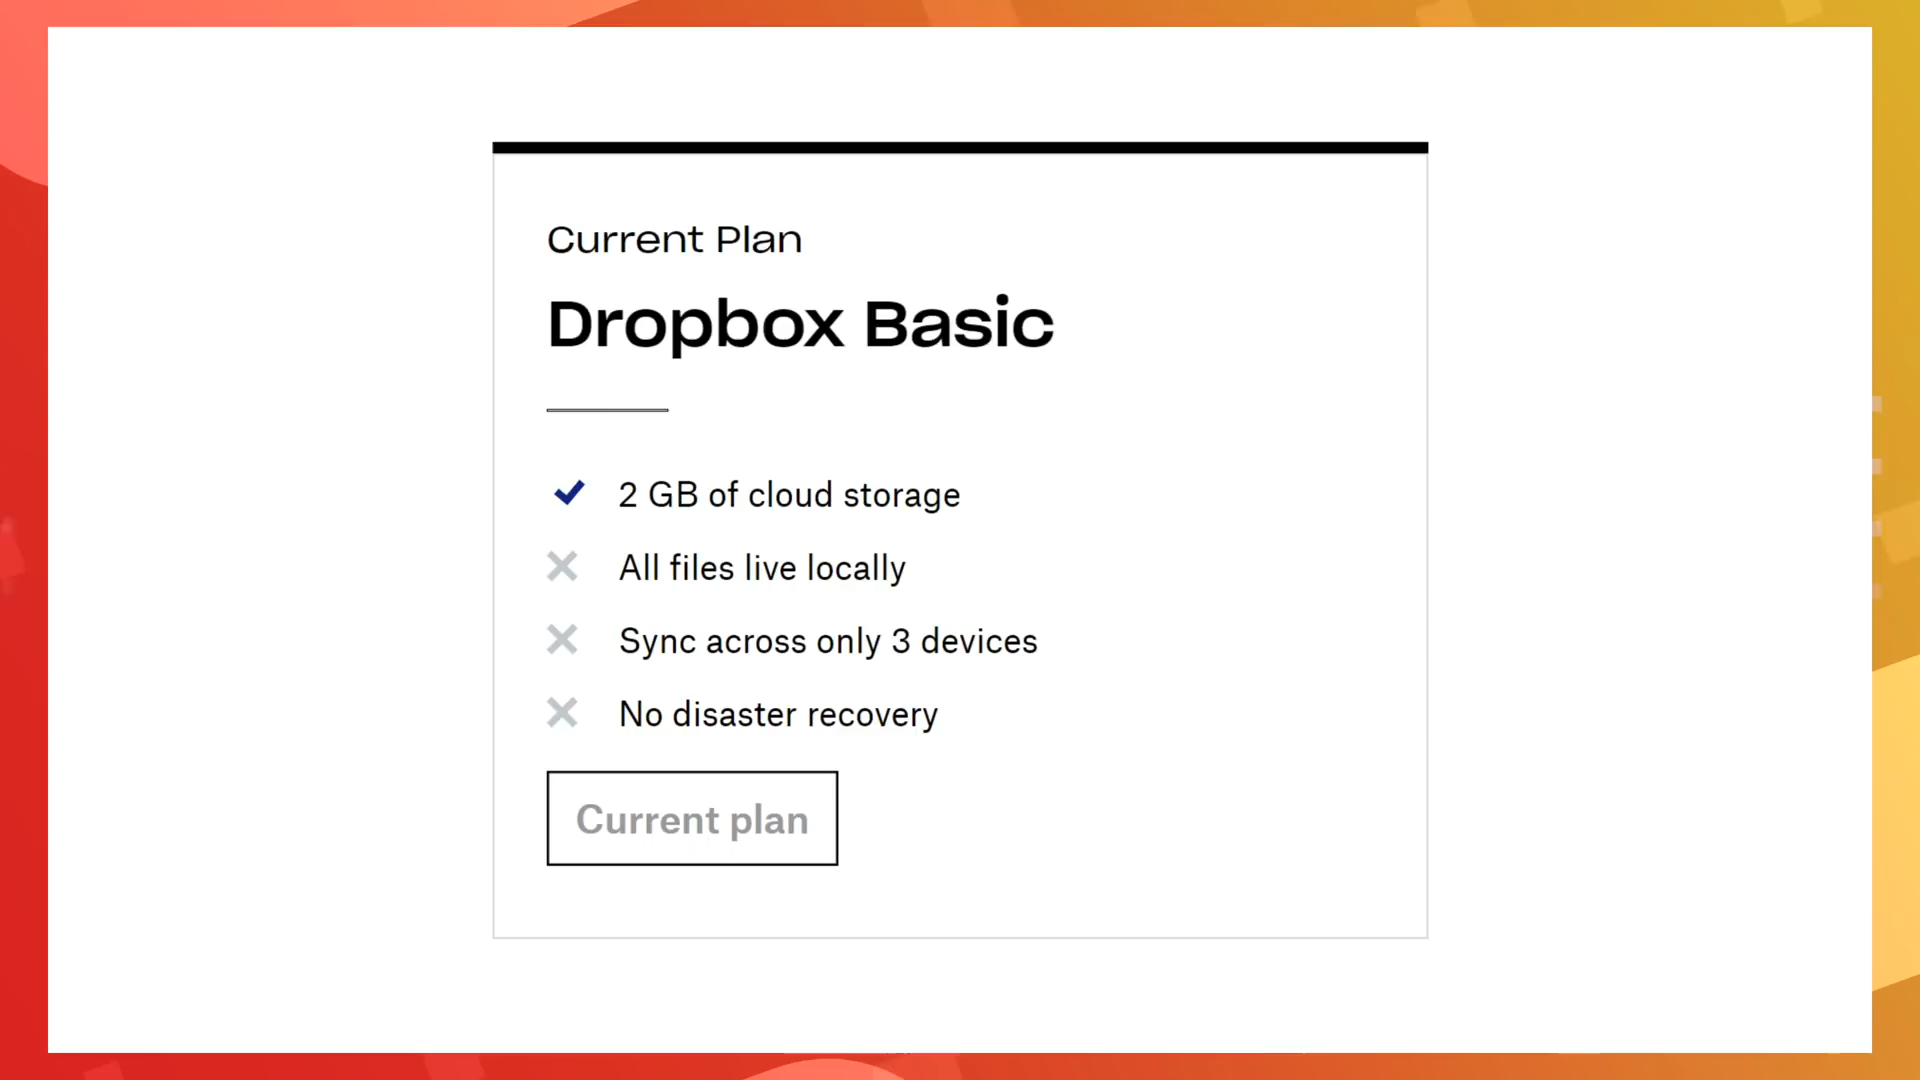 Current Plan
Dropbox Basic
2 GB of cloud storage
All files live locally
Sync across only 3 devices
No disaster recovery
Current plan